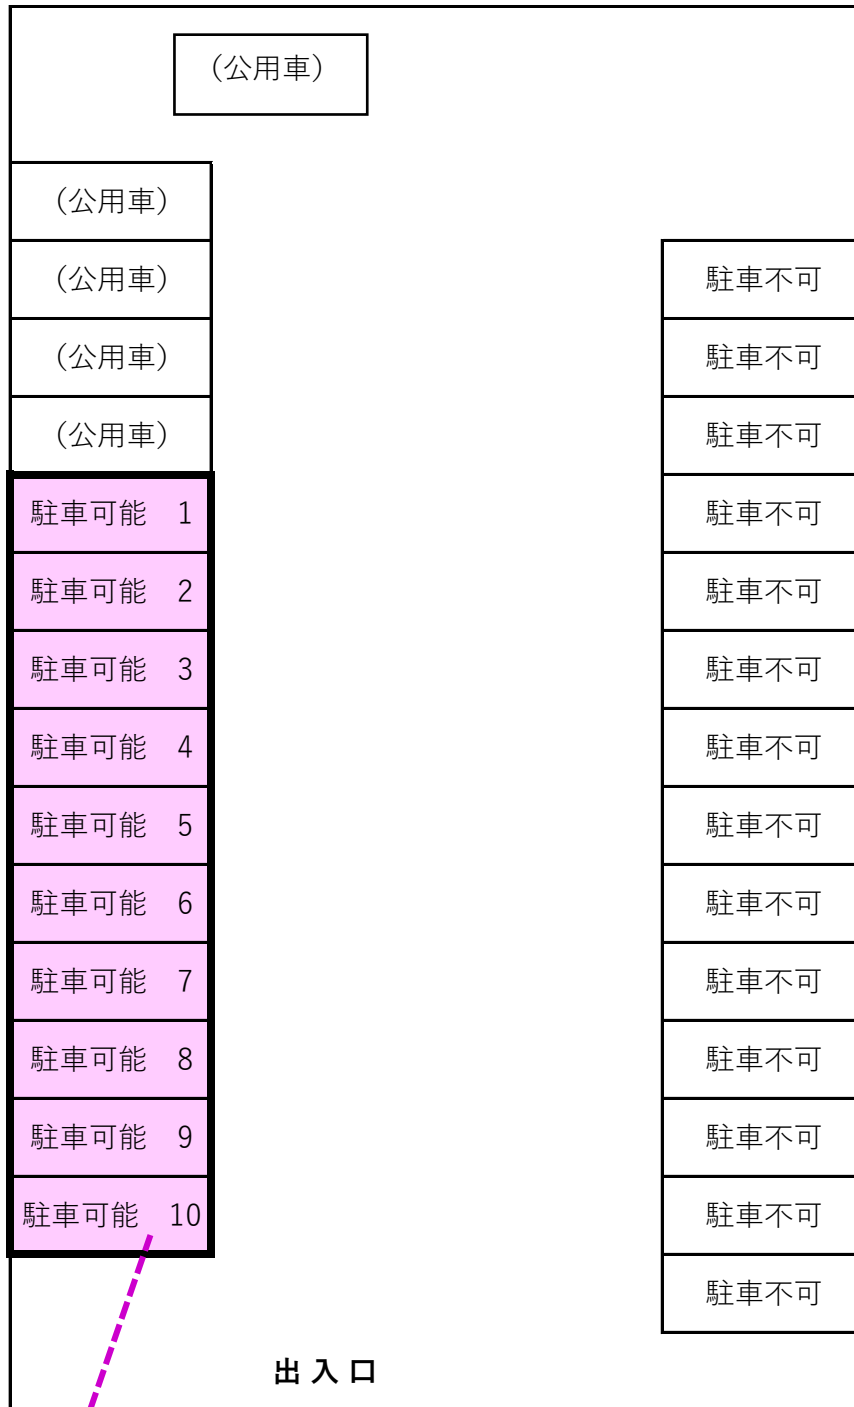 （公用車）
（公用車）
（公用車）
（公用車）
（公用車）
駐車可能　1
駐車可能　2
駐車可能　3
駐車可能　4
駐車可能　5
駐車可能　6
駐車可能　7
駐車可能　8
駐車可能　9
駐車可能　10
駐車不可
駐車不可
駐車不可
駐車不可
駐車不可
駐車不可
駐車不可
駐車不可
駐車不可
駐車不可
駐車不可
駐車不可
駐車不可
駐車不可
出 入 口